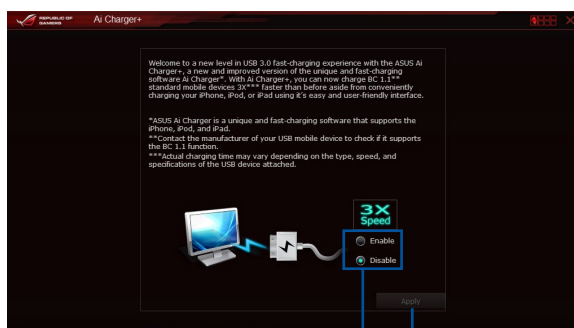 REPUBLIC OF
GAMERS
Ai Charger+
Welcome to a new level in USB 3.0 fast-charging experience with the ASUS Ai
Charger+, a new and improved version of the unique and fast-charging
software Ai Charger*. With Ai Charger+, you can now charge BC 1.1**
standard mobile devices 3X*** faster than before aside from conveniently
charging your iPhone, iPod, or iPad using it's easy and user-friendly interface.
*ASUS Ai Charger is a unique and fast-charging software that supports the
iPhone, iPod, and iPad.
**Contact the manufacturer of your USB mobile device to check if it supports
the BC 1.1 function.
***Actual charging time may vary depending on the type, speed, and
specifications of the USB device attached.
3X
Speed
Enable
Disable
Apply